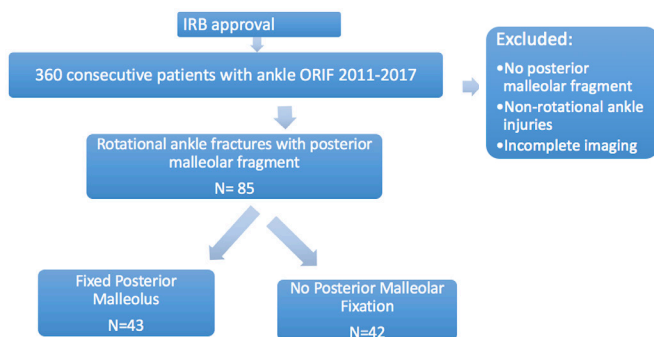 IRB approval
360 consecutive patients with ankle ORIF 2011-2017
Excluded:
•No posterior
malleolar fragment
•Non-rotational ankle
injuries
•Incomplete imaging
Rotational ankle fractures with posterior
malleolar fragment
N= 85
Fixed Posterior
Malleolus
N=43
No Posterior Malleolar
Fixation
N=42